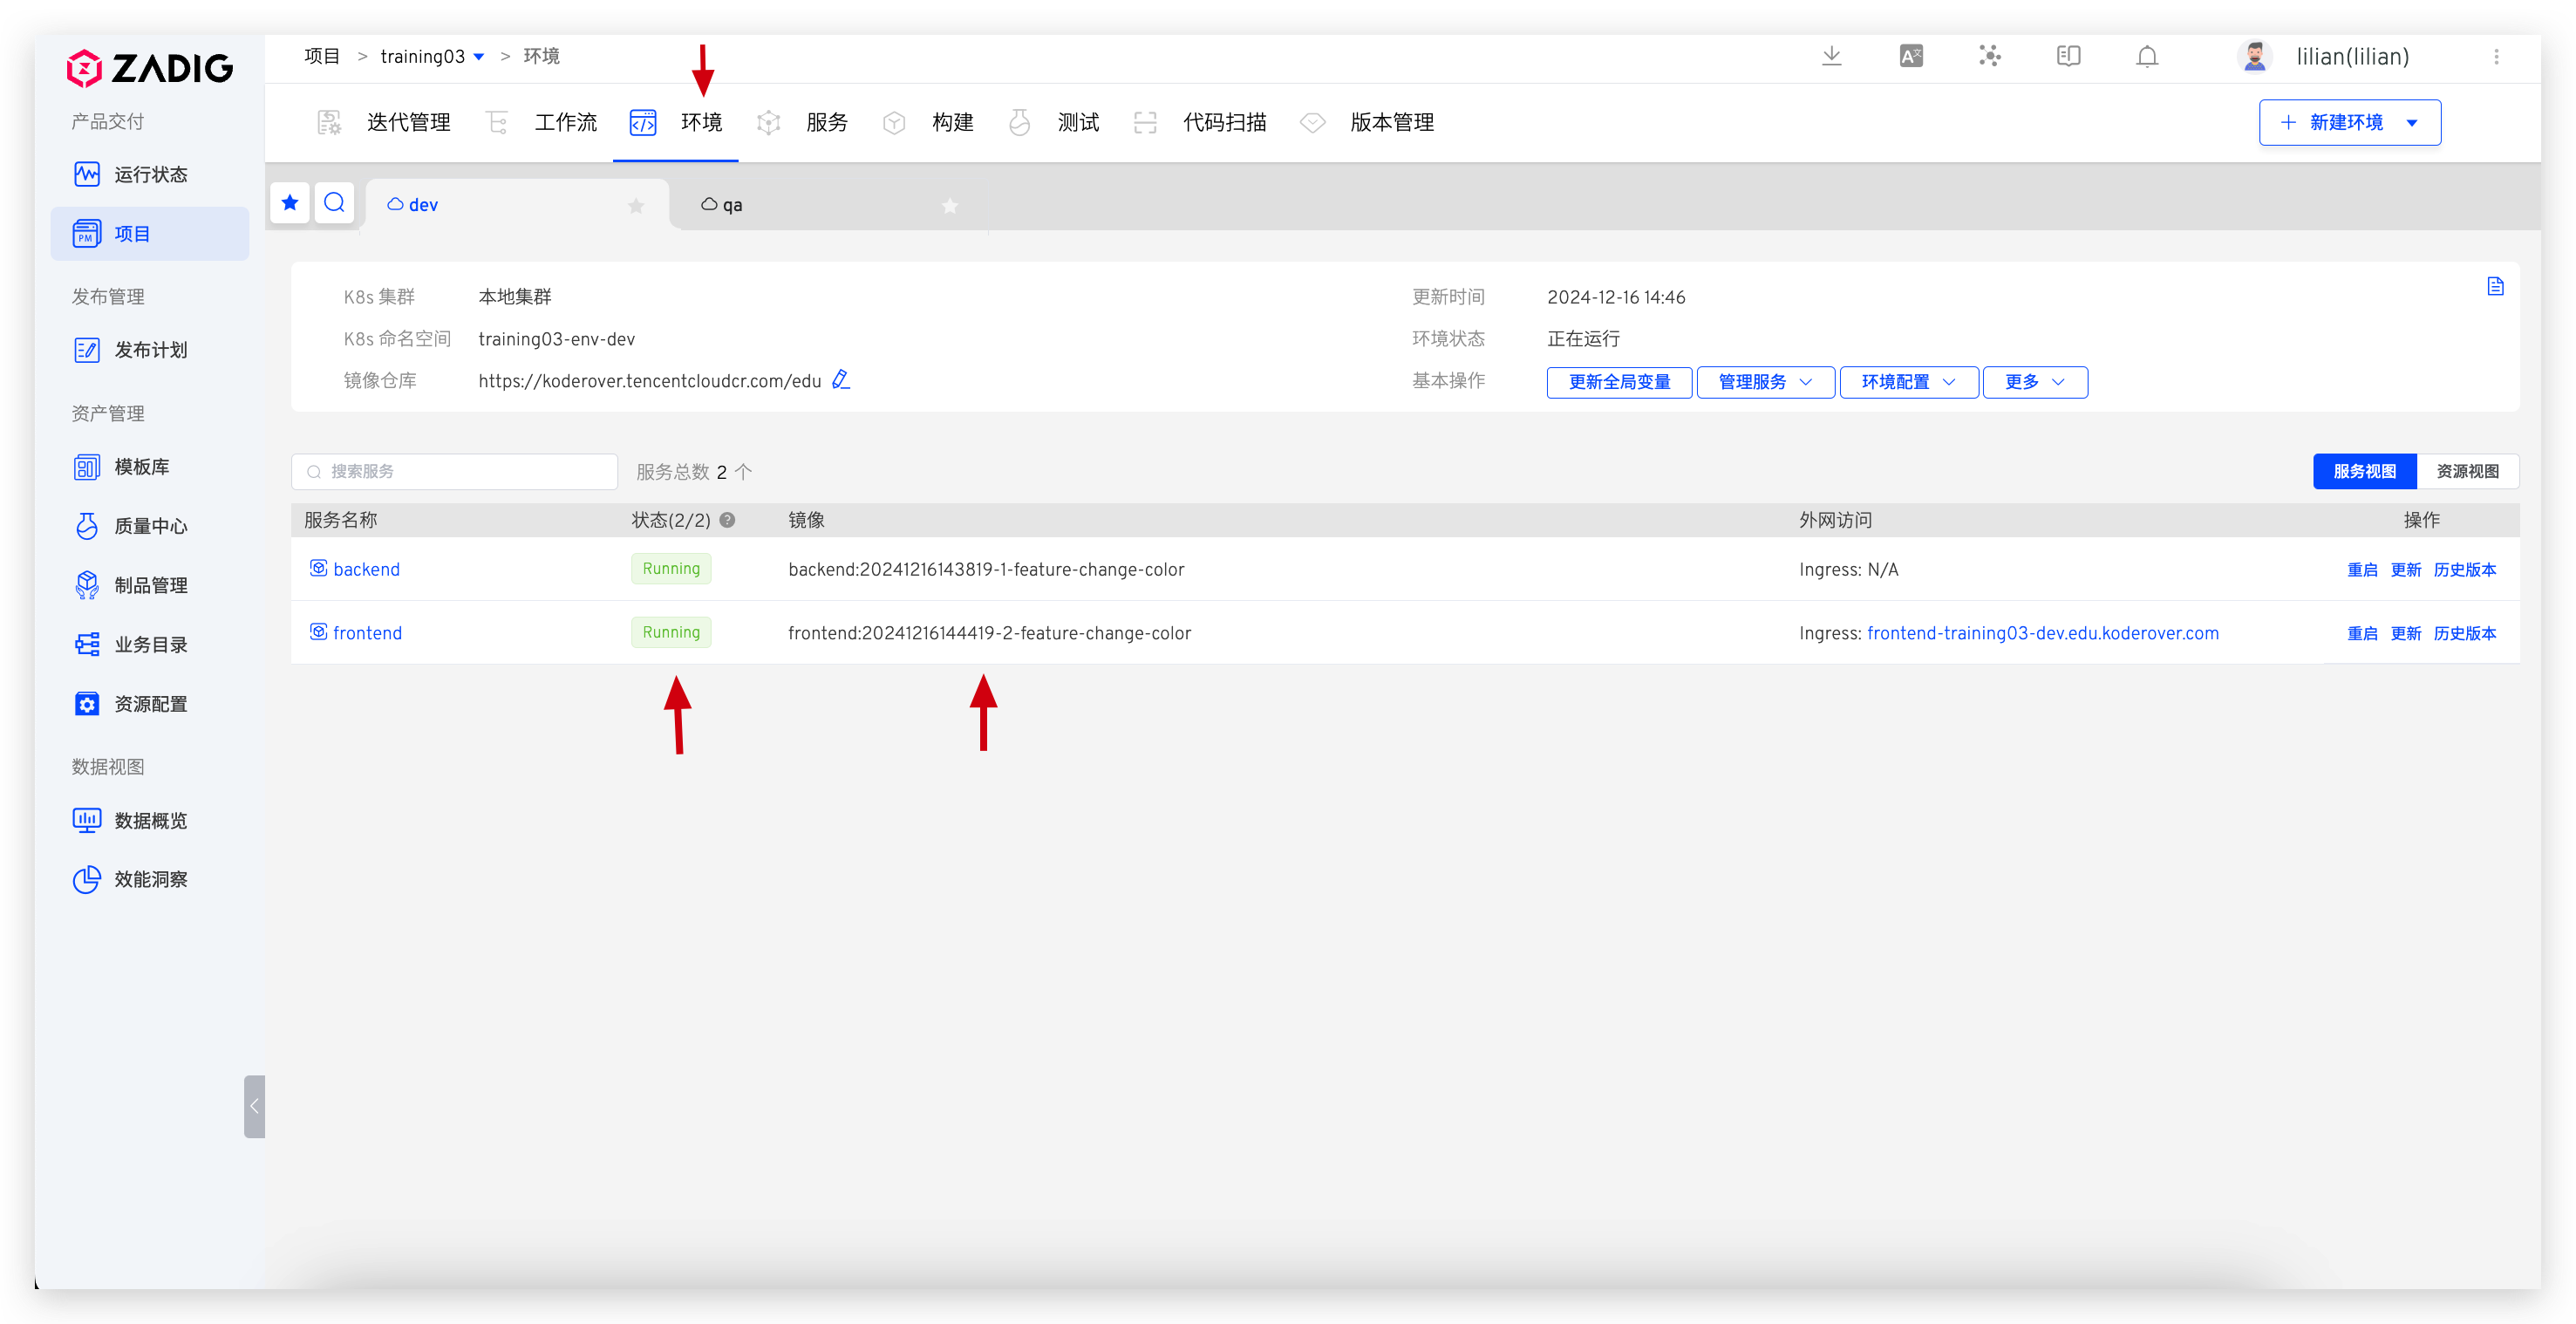 ZADIG
项目 > training03 > 环境
lilian(lilian)
产品交付
运行状态
项目
发布管理
发布计划
资产管理
模板库
质量中心
制品管理
业务目录
资源配置
数据视图
数据概览
效能洞察
迭代管理 工作流 环境 服务 构建 测试 代码扫描 版本管理
+ 新建环境
dev
qa
K8s 集群 本地集群
更新时间 2024-12-16 14:46
K8s 命名空间 training03-env-dev
环境状态 正在运行
镜像仓库 https://koderover.tencentcloudcr.com/edu
基本操作 更新全局变量 管理服务 环境配置 更多
搜索服务 服务总数 2 个
服务视图 资源视图
服务名称 状态(2/2) ? 镜像 外网访问 操作
backend Running backend:20241216143819-1-feature-change-color Ingress: N/A 重启 更新 历史版本
frontend Running frontend:20241216144419-2-feature-change-color Ingress: frontend-training03-dev.edu.koderover.com 重启 更新 历史版本